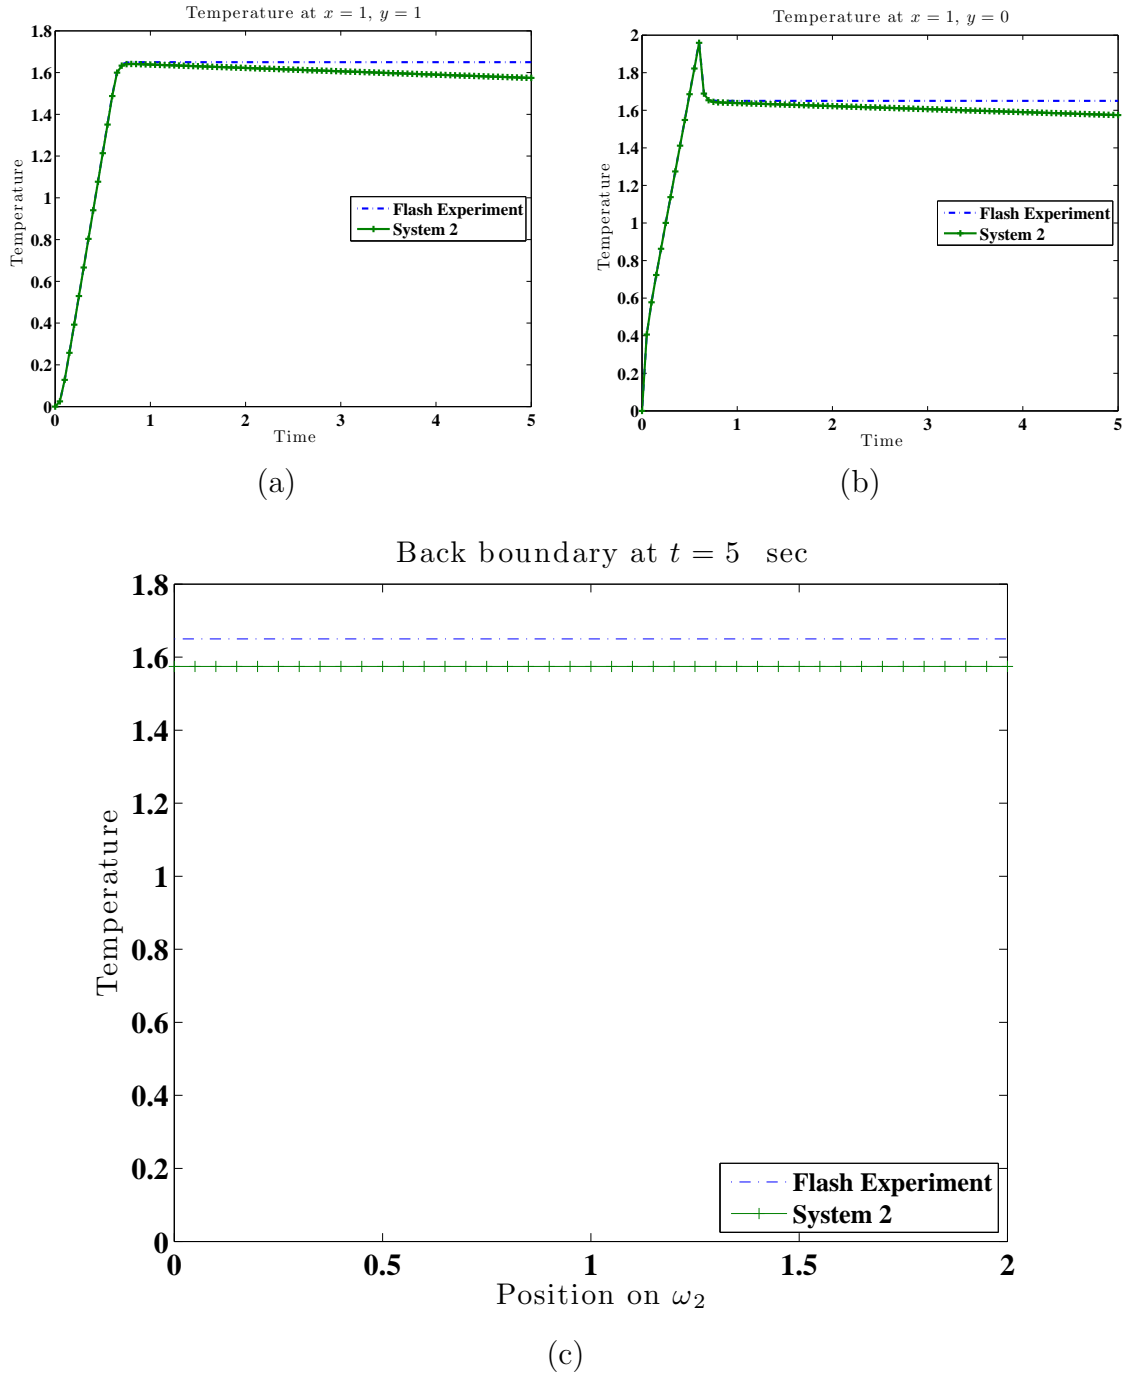 Temperature at x = 1, y = 1
1.8
1.6
1.4
1.2
1
0.8
0.6
0.4
0.2
0
Temperature
Flash Experiment
System 2
0 1 2 3 4 5
Time
(a)
Temperature at x = 1, y = 0
2
1.8
1.6
1.4
1.2
1
0.8
0.6
0.4
0.2
0
Temperature
Flash Experiment
System 2
0 1 2 3 4 5
Time
(b)
Back boundary at t = 5 sec
1.8
1.6
1.4
1.2
1
0.8
0.6
0.4
0.2
0
Temperature
Flash Experiment
System 2
0 0.5 1 1.5 2
Position on ω₂
(c)